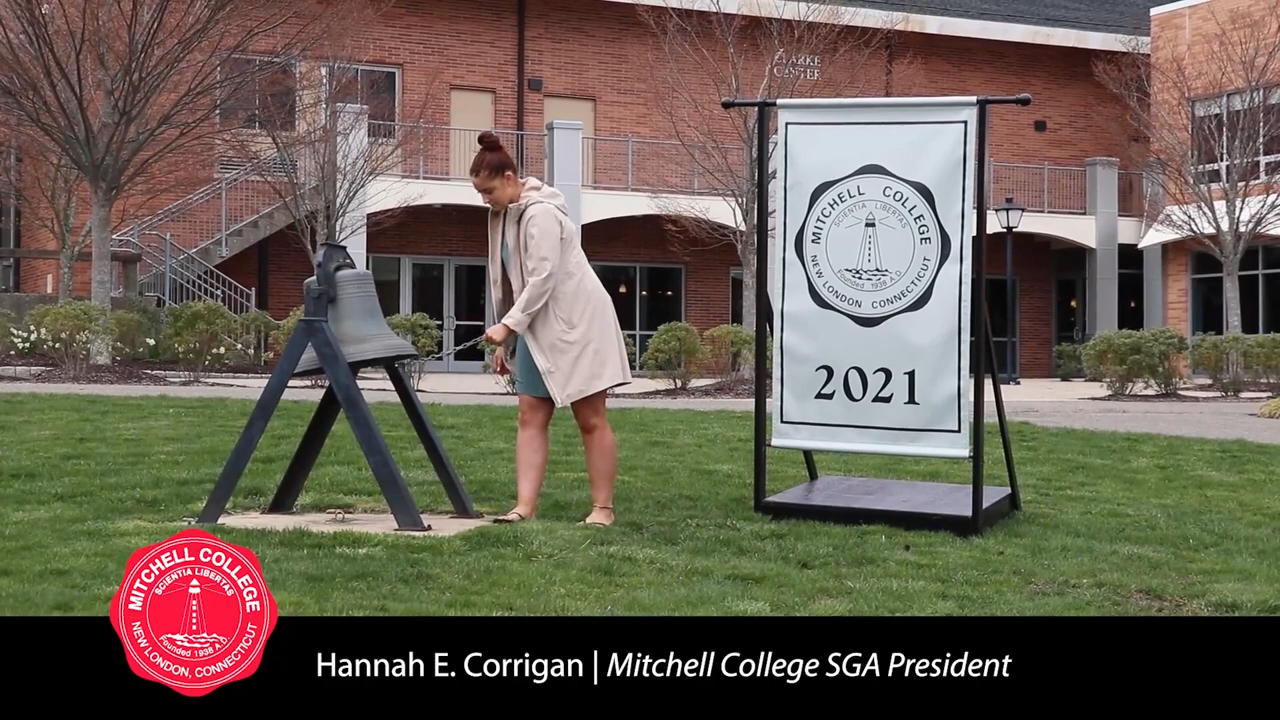 CLARKE
CENTER
MITCHELL COLLEGE
SCIENTIA LIBERTAS
Founded 1938 A.D.
NEW LONDON CONNECTICUT
2021
MITCHELL COLLEGE
SCIENTIA LIBERTAS
Founded 1938 A.D.
NEW LONDON, CONNECTICUT
Hannah E. Corrigan | Mitchell College SGA President